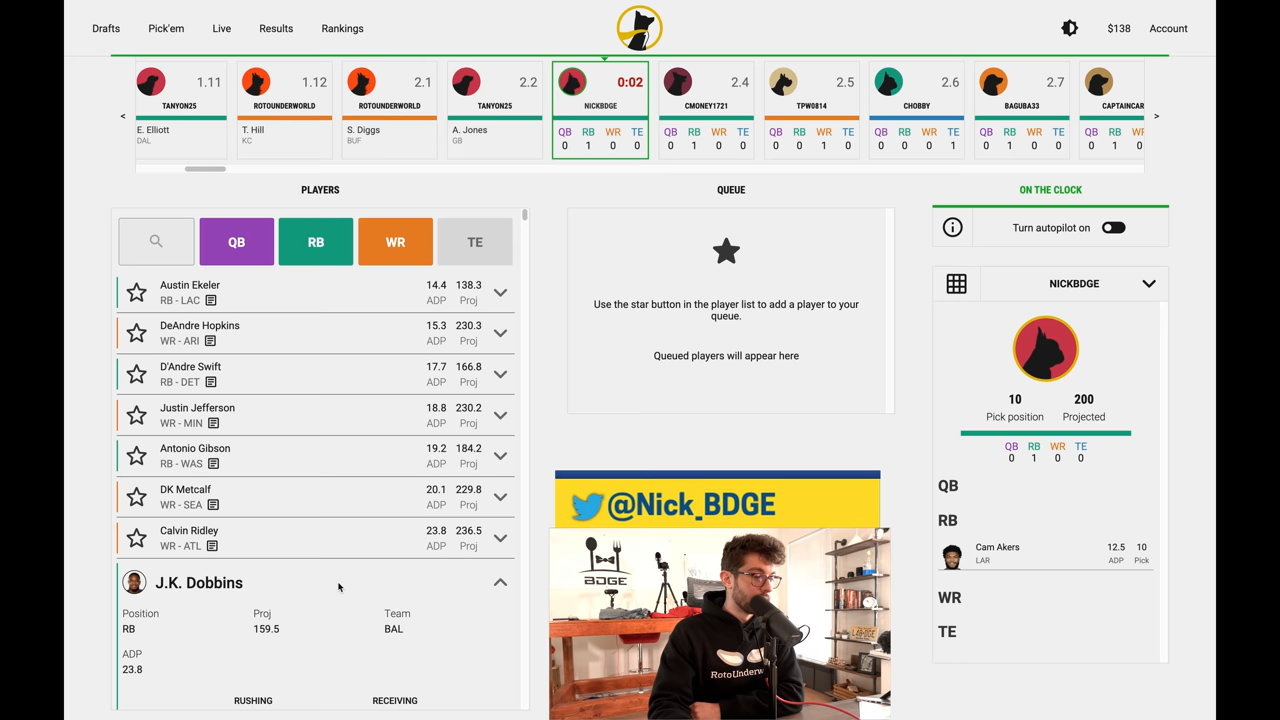 Drafts Pick'em Live Results Rankings $138 Account
1.11 1.12 2.1 2.2 0:02 2.4 2.5 2.6 2.7
TANYON25 ROTOUNDERWORLD ROTOUNDERWORLD TANYON25 NICKBDGE CMONEY1721 TPW0814 CHOBBY BAGUBA33 CAPTAINCAR
E. Elliott T. Hill S. Diggs A. Jones QB RB WR TE QB RB WR TE QB RB WR TE QB RB WR TE QB RB WR TE QB RB WR
DAL KC BUF GB 0 1 0 0 0 1 0 0 0 0 1 0 0 0 0 1 0 1 0 0 0 1 0
< >
PLAYERS QUEUE ON THE CLOCK
QB RB WR TE
Turn autopilot on
Austin Ekeler 14.4 138.3
RB - LAC ADP Proj
DeAndre Hopkins 15.3 230.3
WR - ARI ADP Proj
D'Andre Swift 17.7 166.8
RB - DET ADP Proj
Justin Jefferson 18.8 230.2
WR - MIN ADP Proj
Antonio Gibson 19.2 184.2
RB - WAS ADP Proj
DK Metcalf 20.1 229.8
WR - SEA ADP Proj
Calvin Ridley 23.8 236.5
WR - ATL ADP Proj
J.K. Dobbins
Position Proj Team
RB 159.5 BAL
ADP
23.8
RUSHING RECEIVING
Use the star button in the player list to add a player to your
queue.
Queued players will appear here
@Nick_BDGE
BDGE
RotoUnderw
NICKBDGE
10 200
Pick position Projected
QB RB WR TE
0 1 0 0
QB
RB
Cam Akers 12.5 10
LAR ADP Pick
WR
TE